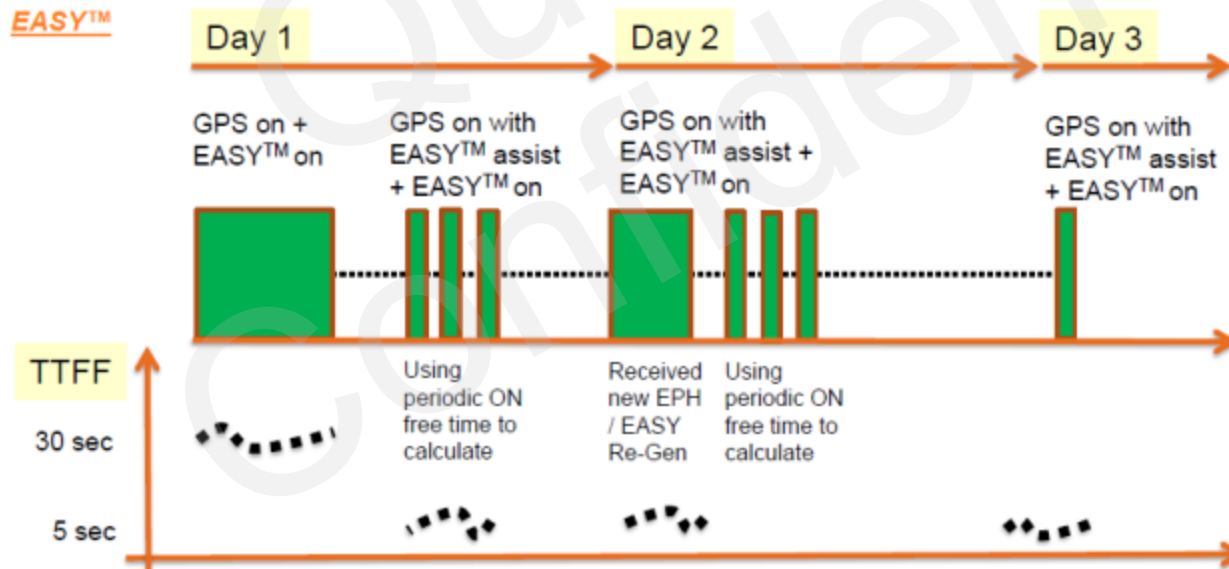 EASY™
Day 1
Day 2
Day 3
GPS on +
EASY™ on
GPS on with
EASY™ assist
+ EASY™ on
GPS on with
EASY™ assist +
EASY™ on
GPS on with
EASY™ assist
+ EASY™ on
TTFF
Using
periodic ON
free time to
calculate
Received
new EPH
/ EASY
Re-Gen
Using
periodic ON
free time to
calculate
30 sec
5 sec